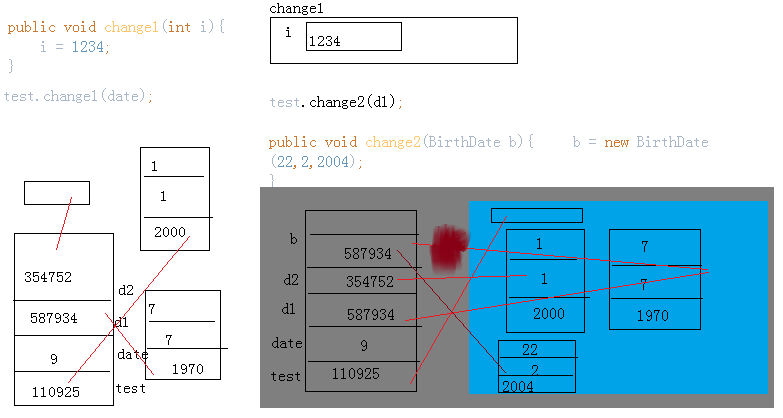 change1
public void change1(int i){
i = 1234;
}
i
1234
test.change1(date);
test.change2(d1);
public void change2(BirthDate b){ b = new BirthDate
(22,2,2004);
}
1
1
2000
354752
d2
587934
d1
9
date
110925
test
7
7
1970
b
587934
d2
354752
d1
587934
date
9
test
110925
1
1
2000
7
7
1970
22
2
2004